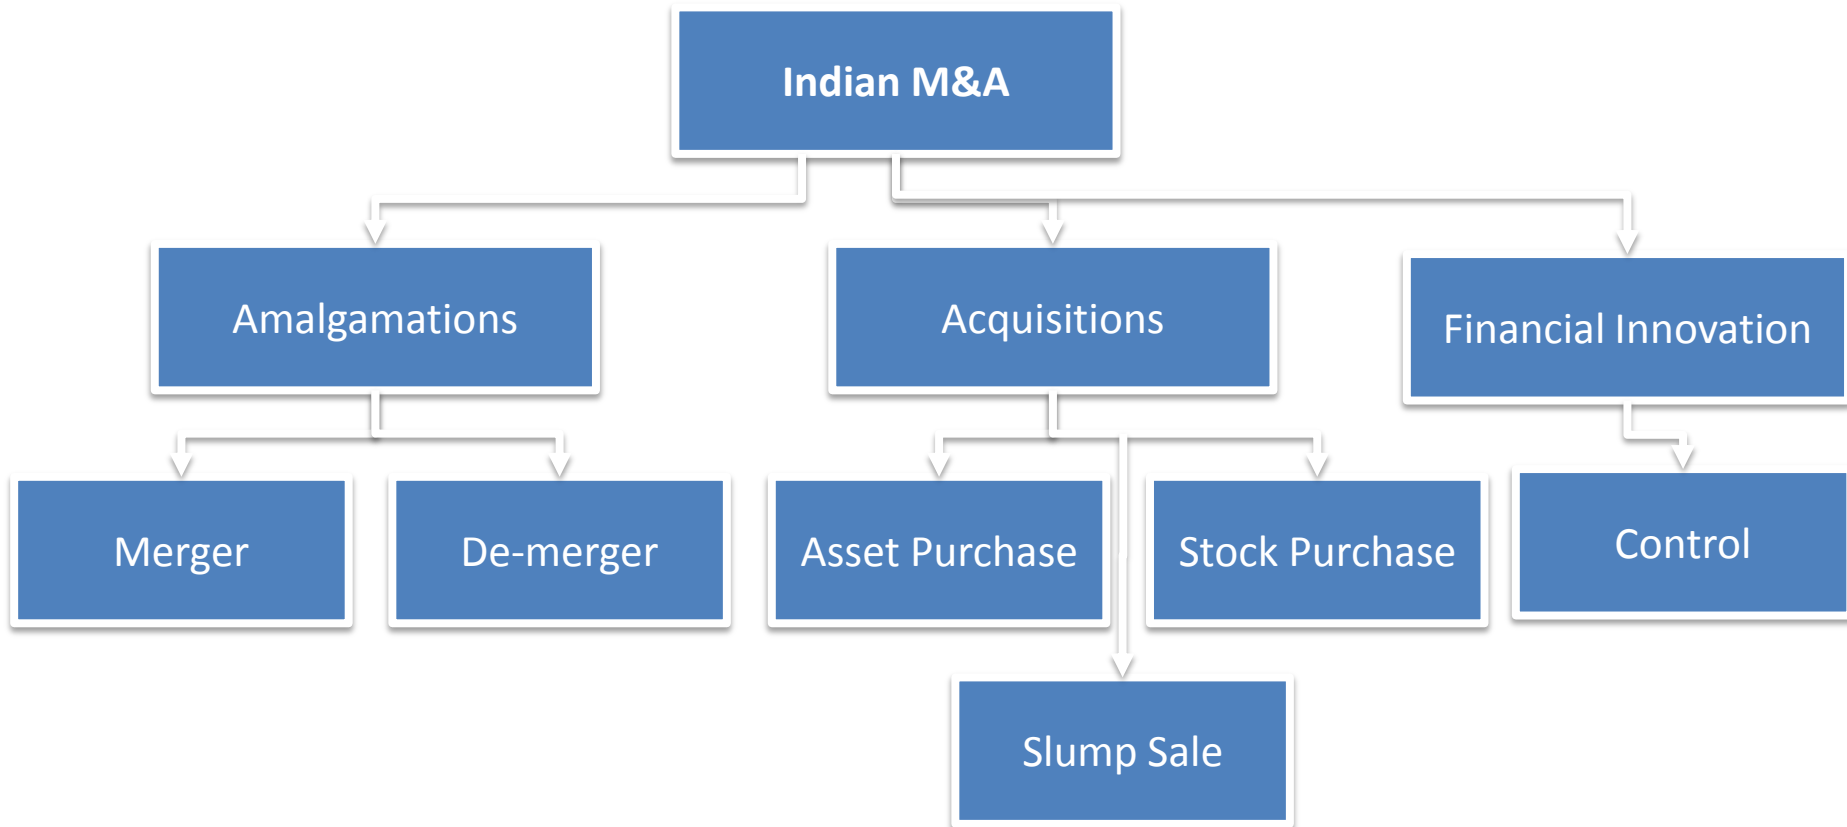 Indian M&A
Amalgamations
Acquisitions
Financial Innovation
Merger
De-merger
Asset Purchase
Stock Purchase
Control
Slump Sale